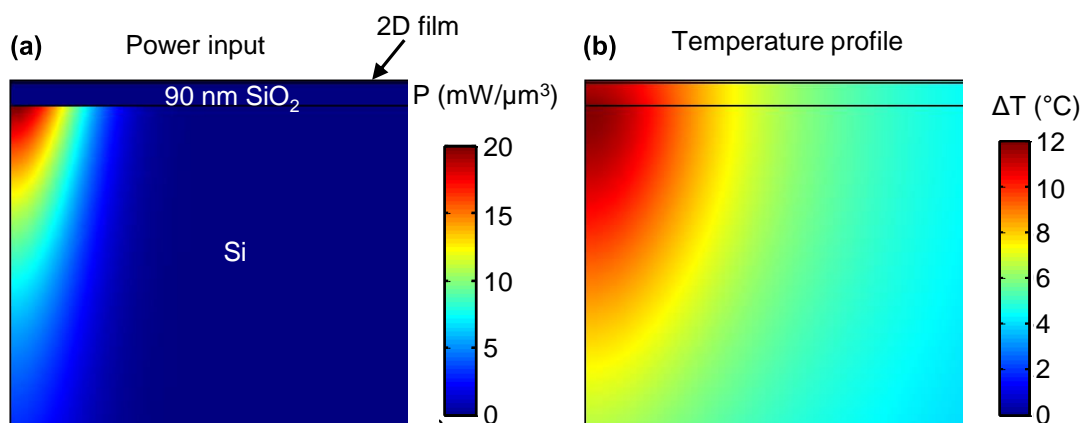 (a) Power input
2D film
90 nm SiO₂
Si
P (mW/μm³)
20
15
10
5
0
(b) Temperature profile
ΔT (°C)
12
10
8
6
4
2
0